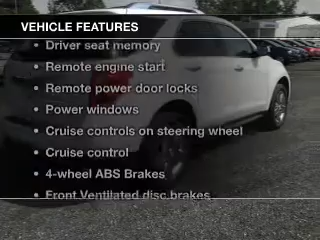 VEHICLE FEATURES
• Driver seat memory
• Remote engine start
• Remote power door locks
• Power windows
• Cruise controls on steering wheel
• Cruise control
• 4-wheel ABS Brakes
• Front Ventilated disc brakes